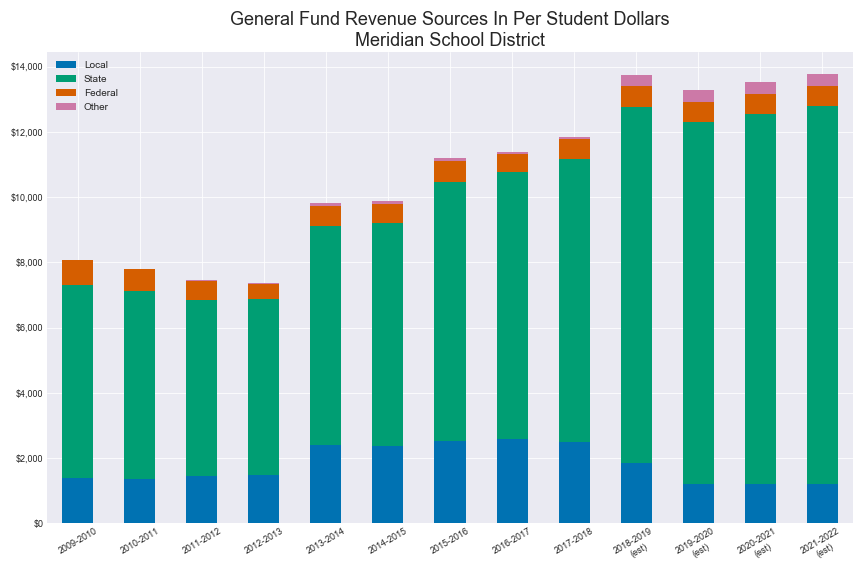 General Fund Revenue Sources In Per Student Dollars
Meridian School District
Local
State
Federal
Other
$14,000
$12,000
$10,000
$8,000
$6,000
$4,000
$2,000
$0
2009-2010
2010-2011
2011-2012
2012-2013
2013-2014
2014-2015
2015-2016
2016-2017
2017-2018
2018-2019
(est)
2019-2020
(est)
2020-2021
(est)
2021-2022
(est)